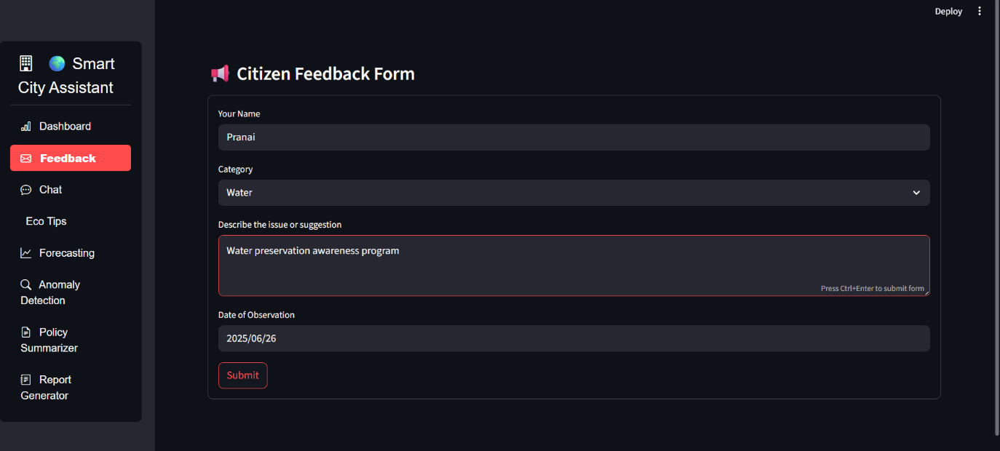 Deploy
Smart
City Assistant
Dashboard
Feedback
Chat
Eco Tips
Forecasting
Anomaly
Detection
Policy
Summarizer
Report
Generator
Citizen Feedback Form
Your Name
Pranai
Category
Water
Describe the issue or suggestion
Water preservation awareness program
Press Ctrl+Enter to submit form
Date of Observation
2025/06/26
Submit